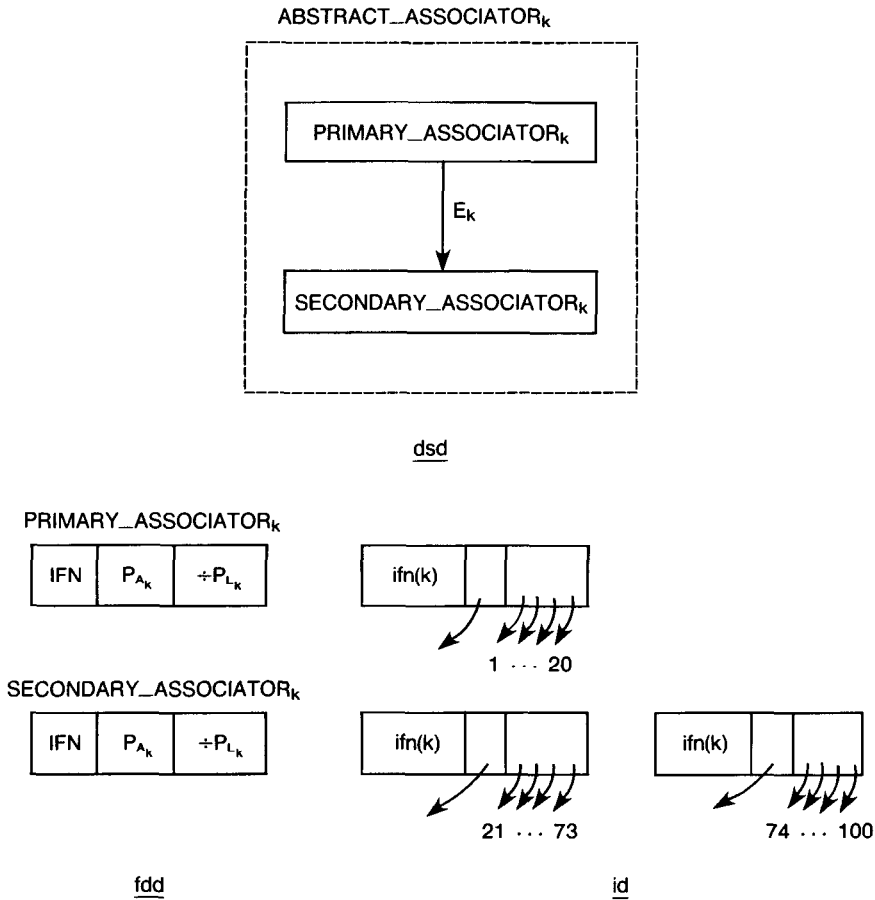 ABSTRACT_ASSOCIATORk
PRIMARY_ASSOCIATORk
Ek
SECONDARY_ASSOCIATORk
dsd
PRIMARY_ASSOCIATORk
IFN PAk ÷PLk
ifn(k)
1 ··· 20
SECONDARY_ASSOCIATORk
IFN PAk ÷PLk
ifn(k)
ifn(k)
21 ··· 73
74 ··· 100
fdd
id